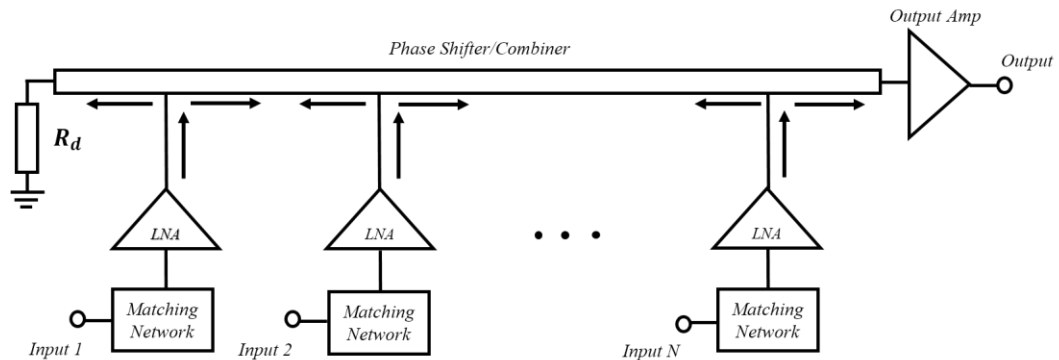 Output Amp
Phase Shifter/Combiner
Output
R_d
LNA
LNA
• • •
LNA
Matching
Network
Matching
Network
Matching
Network
Input 1
Input 2
Input N